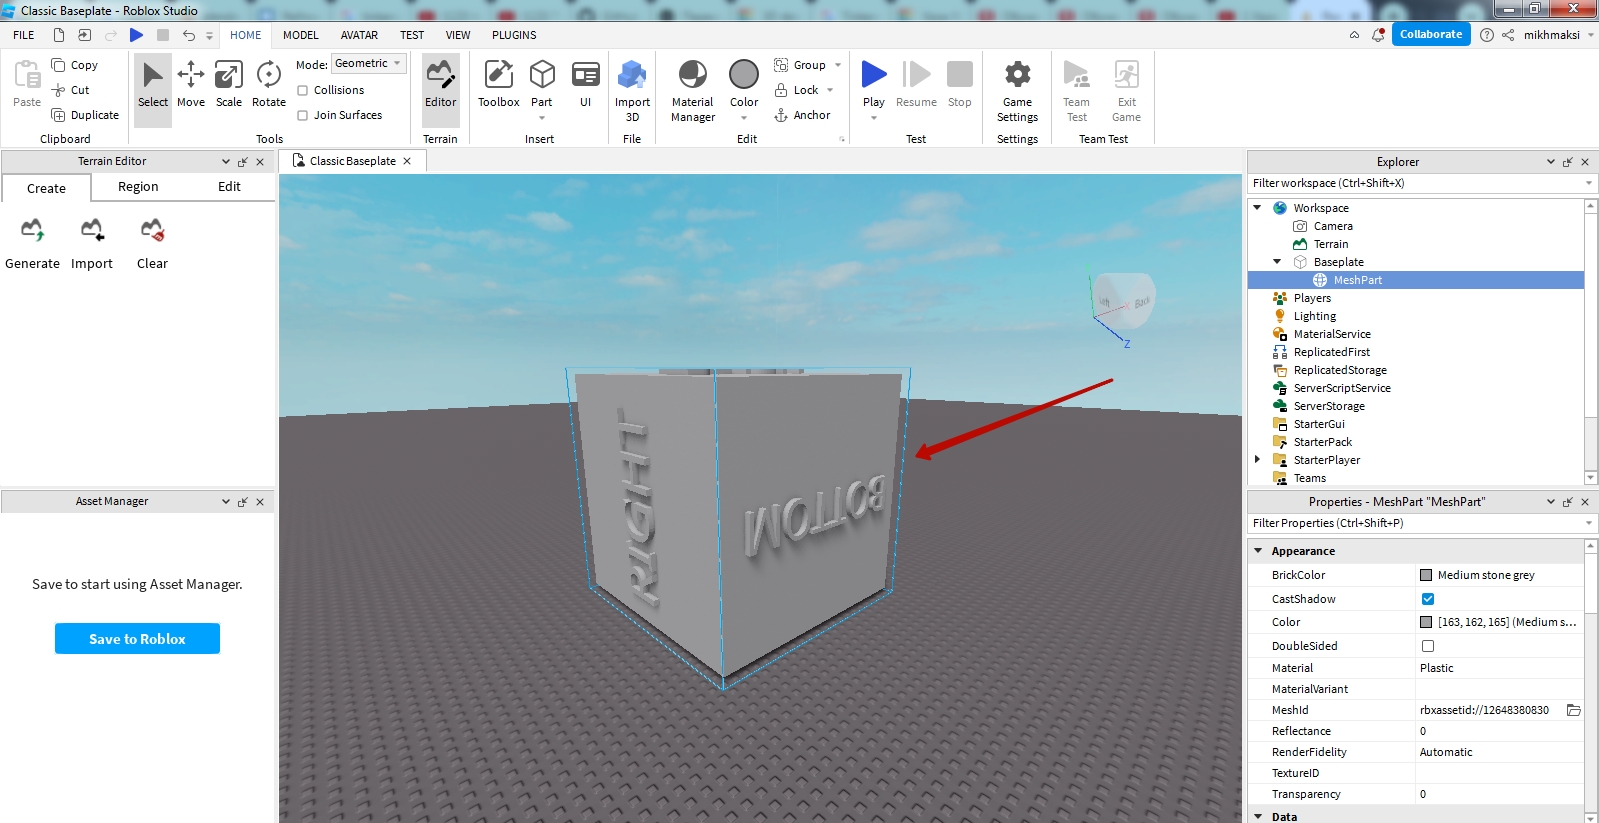 Classic Baseplate - Roblox Studio
FILE HOME MODEL AVATAR TEST VIEW PLUGINS Collaborate mikhmaksi
Paste
Copy
Cut
Duplicate
Clipboard
Select
Move
Scale
Rotate
Mode: Geometric
Collisions
Join Surfaces
Tools
Editor
Terrain
Toolbox
Part
UI
Insert
Import
3D
File
Material
Manager
Color
Group
Lock
Anchor
Edit
Play
Resume
Stop
Test
Game
Settings
Settings
Team
Test
Exit
Game
Team Test
Terrain Editor
Create Region Edit
Generate Import Clear
Asset Manager
Save to start using Asset Manager.
Save to Roblox
Classic Baseplate
Left Back
Z
RIGHT
BOTTOM
Explorer
Filter workspace (Ctrl+Shift+X)
Workspace
Camera
Terrain
Baseplate
MeshPart
Players
Lighting
MaterialService
ReplicatedFirst
ReplicatedStorage
ServerScriptService
ServerStorage
StarterGui
StarterPack
StarterPlayer
Teams
Properties - MeshPart "MeshPart"
Filter Properties (Ctrl+Shift+P)
Appearance
BrickColor Medium stone grey
CastShadow
Color [163, 162, 165] (Medium s...
DoubleSided
Material Plastic
MaterialVariant
MeshId rbxassetid://12648380830
Reflectance 0
RenderFidelity Automatic
TextureID
Transparency 0
Data